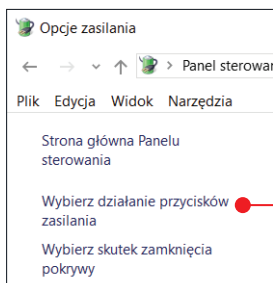 Opcje zasilania
Panel sterowar
Plik Edycja Widok Narzędzia
Strona główna Panelu
sterowania
Wybierz działanie przycisków
zasilania
Wybierz skutek zamknięcia
pokrywy